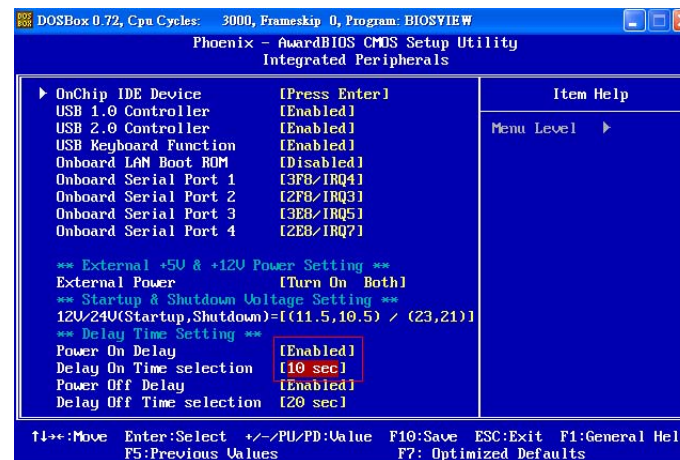 DOSBox 0.72, Cpu Cycles: 3000, Frameskip 0, Program: BIOSVIEW
Phoenix - AwardBIOS CMOS Setup Utility
Integrated Peripherals
OnChip IDE Device [Press Enter]
Item Help
USB 1.0 Controller [Enabled]
USB 2.0 Controller [Enabled]
Menu Level
USB Keyboard Function [Enabled]
Onboard LAN Boot ROM [Disabled]
Onboard Serial Port 1 [3F8/IRQ4]
Onboard Serial Port 2 [2F8/IRQ3]
Onboard Serial Port 3 [3E8/IRQ5]
Onboard Serial Port 4 [2E8/IRQ7]
** External +5V & +12V Power Setting **
External Power [Turn On Both]
** Startup & Shutdown Voltage Setting **
12V/24V(Startup,Shutdown)=[(11.5,10.5) / (23,21)]
** Delay Time Setting **
Power On Delay [Enabled]
Delay On Time selection [10 sec]
Power Off Delay [Enabled]
Delay Off Time selection [20 sec]
↑↓→←:Move Enter:Select +/-/PU/PD:Value F10:Save ESC:Exit F1:General Hel
F5:Previous Values F7: Optimized Defaults